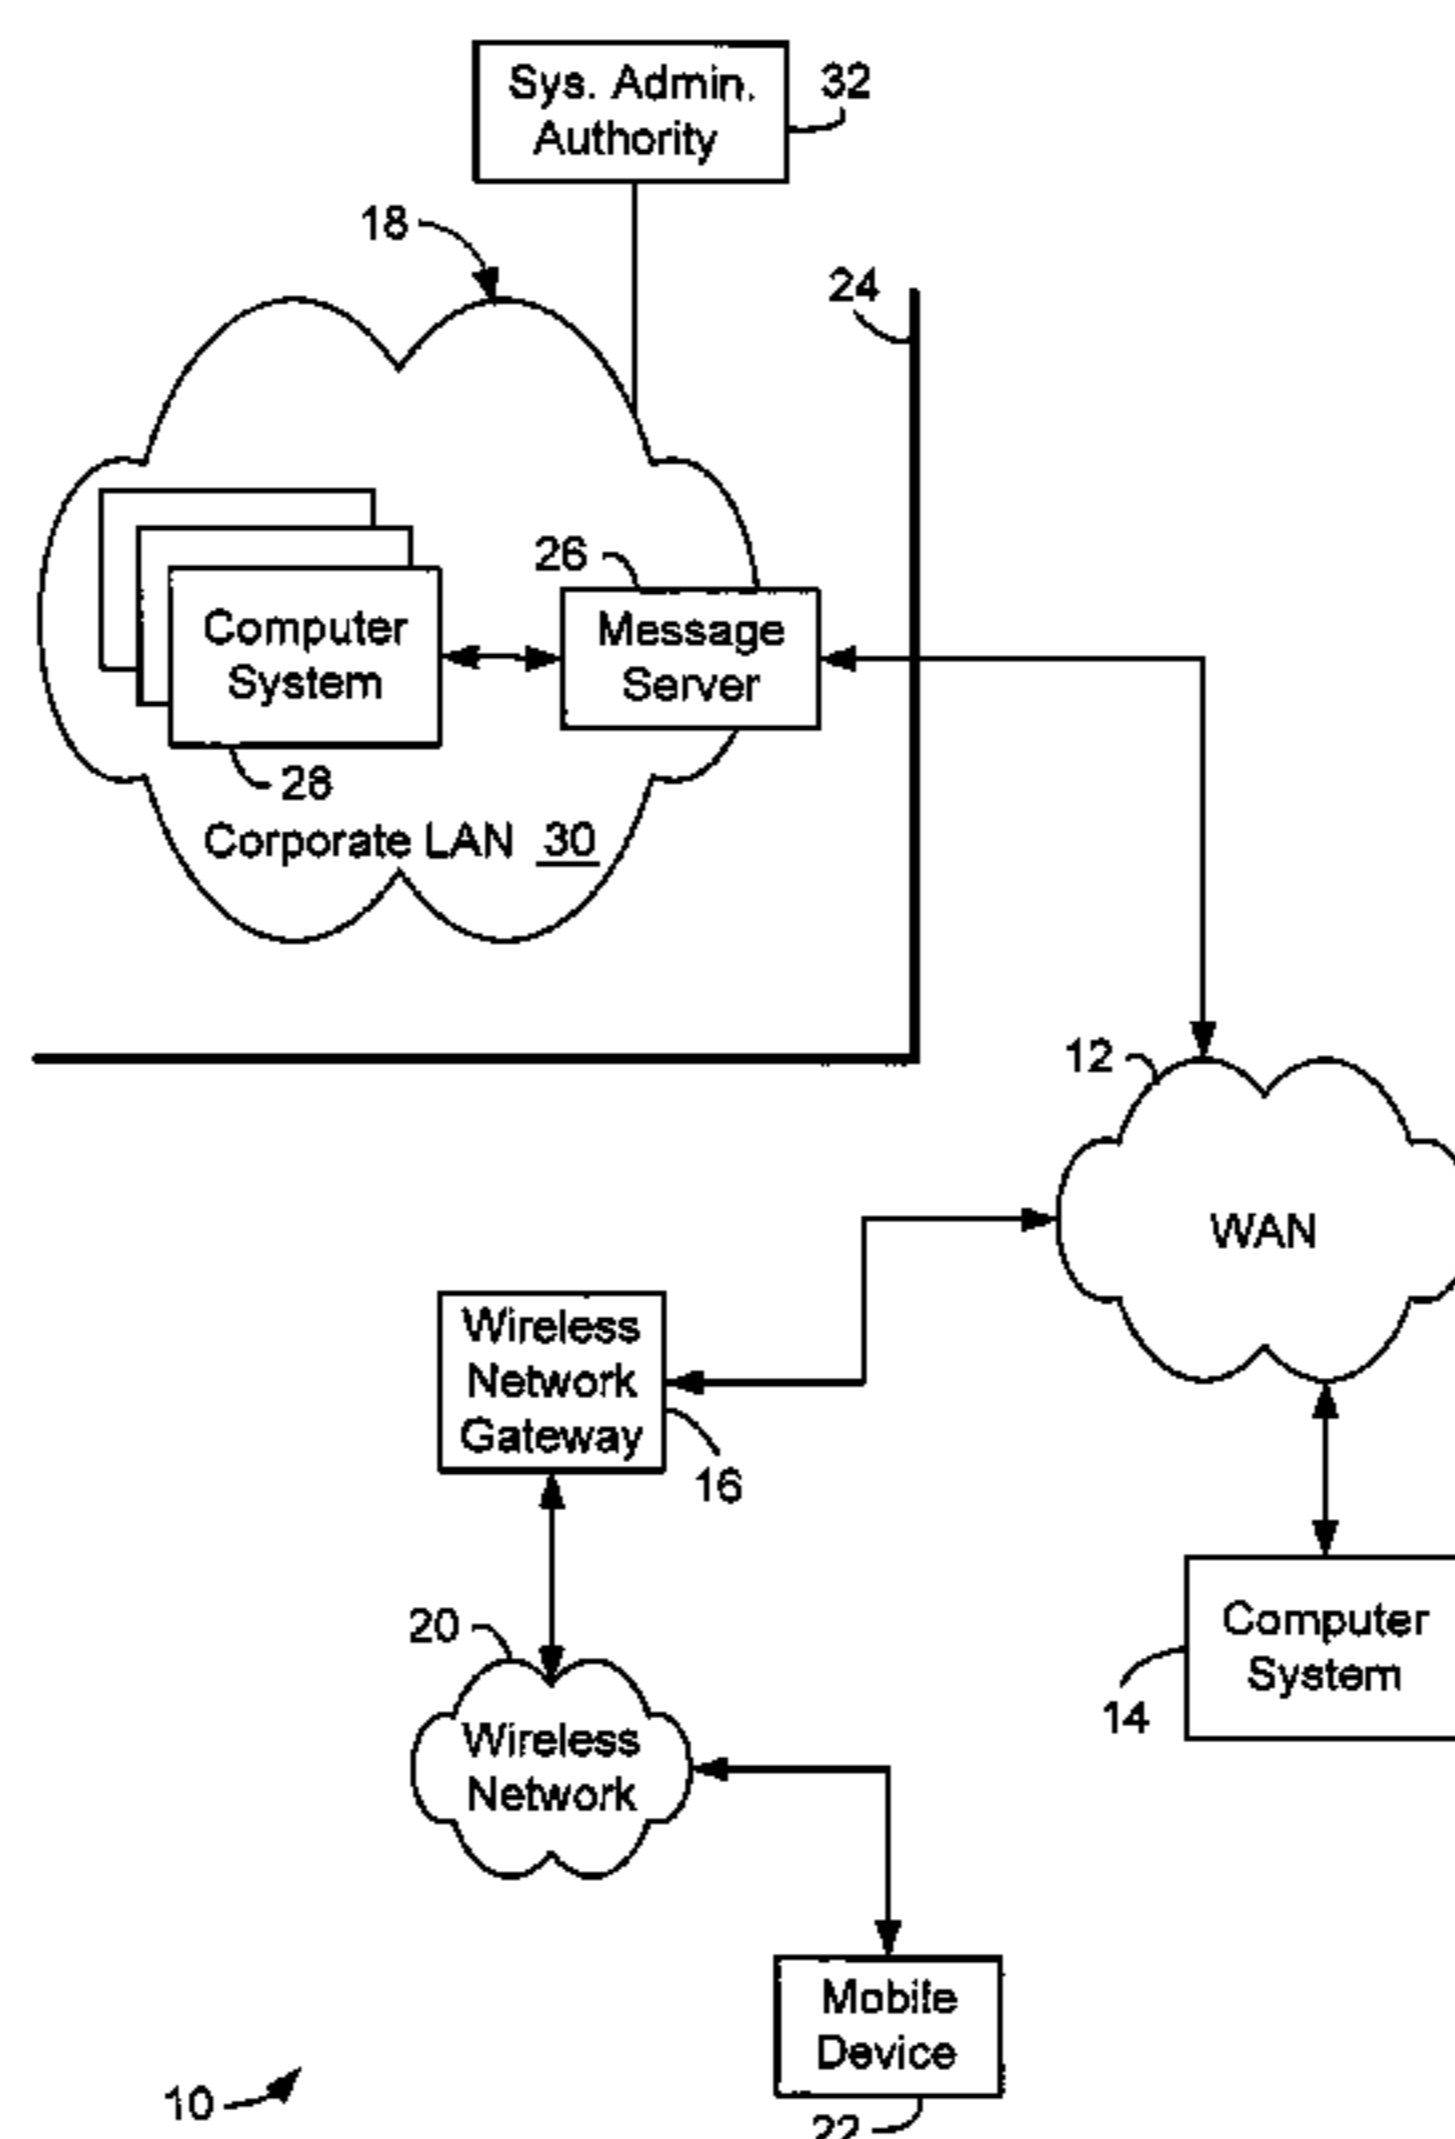 Sys. Admin.
Authority
32
18
24
26
Computer
System
Message
Server
28
Corporate LAN 30
12
WAN
Wireless
Network
Gateway
16
20
Wireless
Network
Computer
System
14
Mobile
Device
10
22